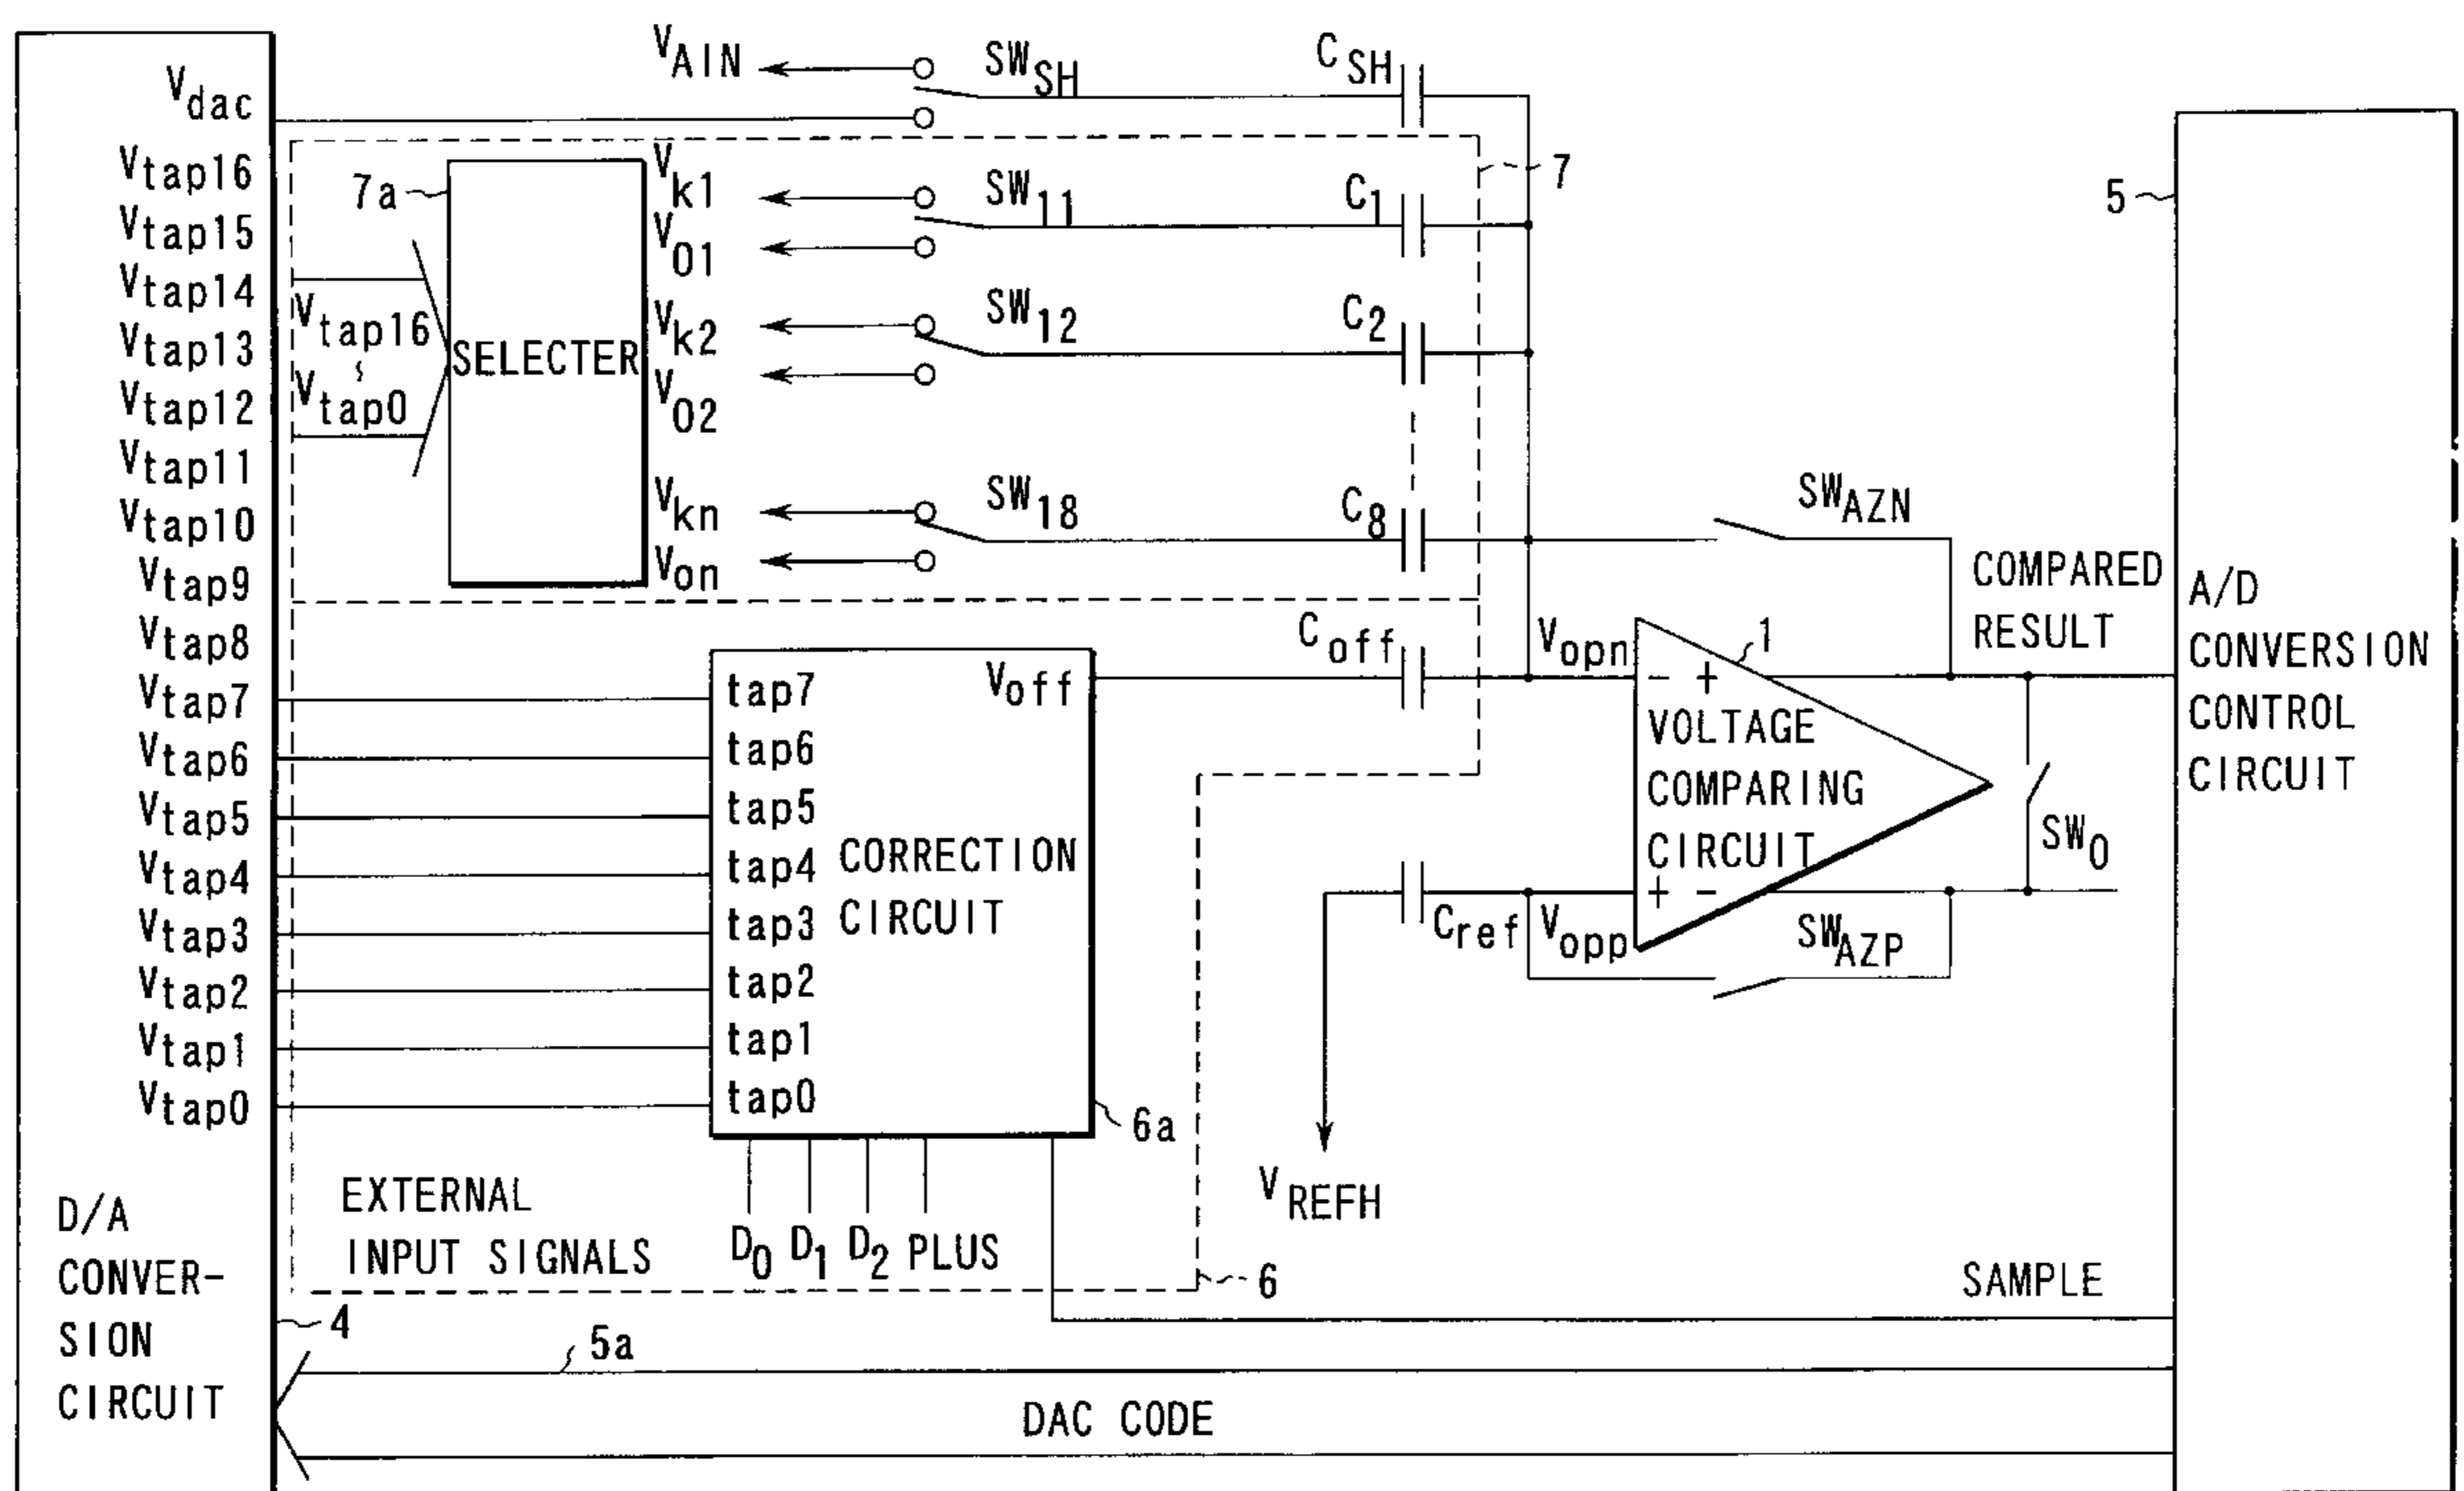 Vdac
Vtap16
Vtap15
Vtap14
Vtap13
Vtap12
Vtap11
Vtap10
Vtap9
Vtap8
Vtap7
Vtap6
Vtap5
Vtap4
Vtap3
Vtap2
Vtap1
Vtap0
D/A
CONVER-
SION
CIRCUIT
4
VAIN
SWSH
CSH
7a
Vtap16
Vtap0
SELECTER
Vk1
VO1
SW11
C1
7
Vk2
VO2
SW12
C2
Vkn
Von
SW18
C8
tap7
tap6
tap5
tap4
tap3
tap2
tap1
tap0
Voff
CORRECTION
CIRCUIT
6a
EXTERNAL
INPUT SIGNALS
D0 D1 D2 PLUS
6
Coff
Vopn
- +
1
VOLTAGE
COMPARING
CIRCUIT
+ -
Cref
Vopp
VREFH
SWAZN
SWAZP
SWO
COMPARED
RESULT
5
A/D
CONVERSION
CONTROL
CIRCUIT
SAMPLE
5a
DAC CODE